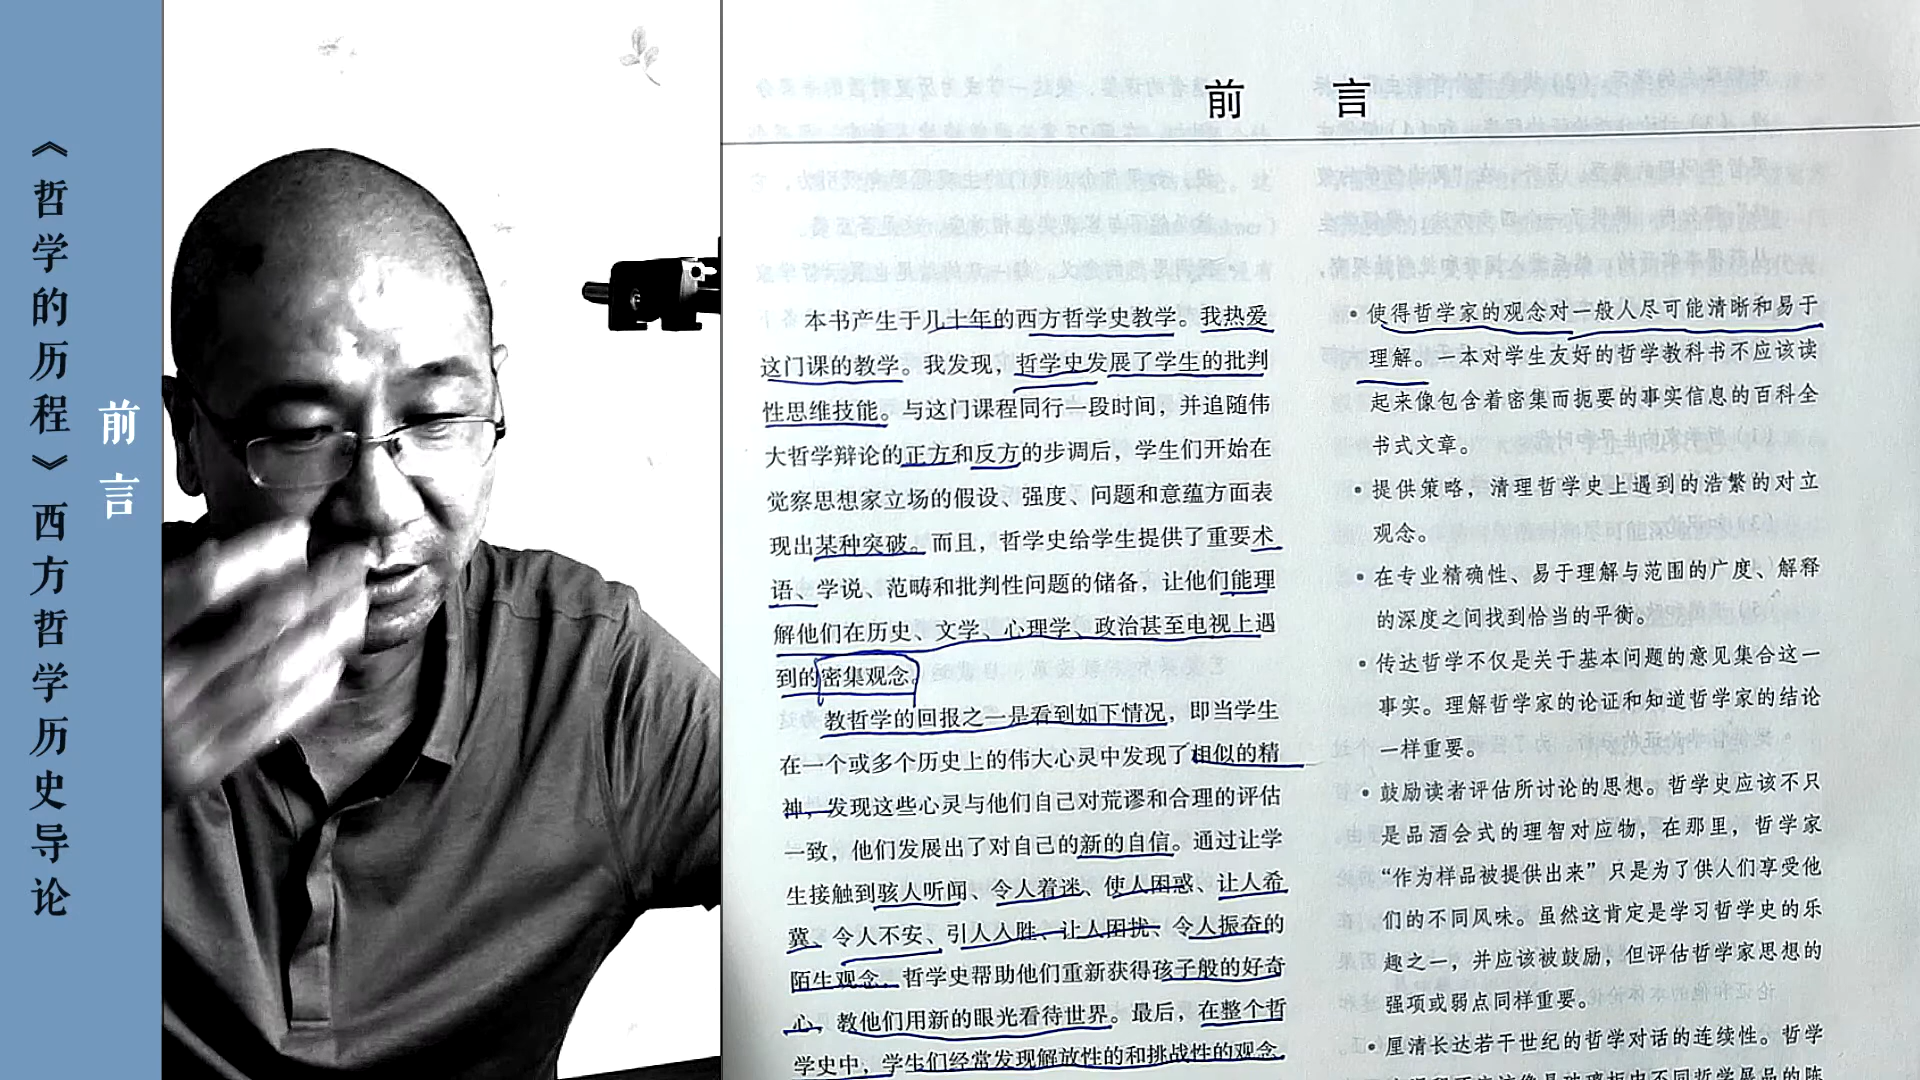 《哲学的历程》西方哲学历史导论
前言
前 言
本书产生于几十年的西方哲学史教学。我热爱
这门课的教学。我发现，哲学史发展了学生的批判
性思维技能。与这门课程同行一段时间，并追随伟
大哲学辩论的正方和反方的步调后，学生们开始在
觉察思想家立场的假设、强度、问题和意蕴方面表
现出某种突破。而且，哲学史给学生提供了重要术
语、学说、范畴和批判性问题的储备，让他们能理
解他们在历史、文学、心理学、政治甚至电视上遇
到的密集观念。
教哲学的回报之一是看到如下情况，即当学生
在一个或多个历史上的伟大心灵中发现了相似的精
神，发现这些心灵与他们自己对荒谬和合理的评估
一致，他们发展出了对自己的新的自信。通过让学
生接触到骇人听闻、令人着迷、使人困惑、让人希
冀、令人不安、引人入胜、让人困扰、令人振奋的
陌生观念，哲学史帮助他们重新获得孩子般的好奇
心，教他们用新的眼光看待世界。最后，在整个哲
学史中，学生们经常发现解放性的和挑战性的观念
• 使得哲学家的观念对一般人尽可能清晰和易于
理解。一本对学生友好的哲学教科书不应该读
起来像包含着密集而扼要的事实信息的百科全
书式文章。
• 提供策略，清理哲学史上遇到的浩繁的对立
观念。
• 在专业精确性、易于理解与范围的广度、解释
的深度之间找到恰当的平衡。
• 传达哲学不仅是关于基本问题的意见集合这一
事实。理解哲学家的论证和知道哲学家的结论
一样重要。
• 鼓励读者评估所讨论的思想。哲学史应该不只
是品酒会式的理智对应物，在那里，哲学家
“作为样品被提供出来”只是为了供人们享受他
们的不同风味。虽然这肯定是学习哲学史的乐
趣之一，并应该被鼓励，但评估哲学家思想的
强项或弱点同样重要。
• 厘清长达若干世纪的哲学对话的连续性。哲学